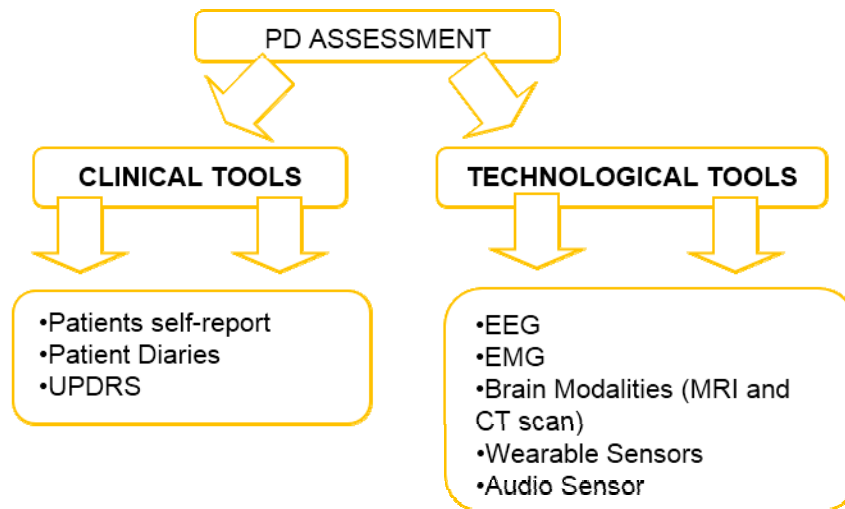 PD ASSESSMENT
CLINICAL TOOLS
TECHNOLOGICAL TOOLS
•Patients self-report
•Patient Diaries
•UPDRS
•EEG
•EMG
•Brain Modalities (MRI and
CT scan)
•Wearable Sensors
•Audio Sensor